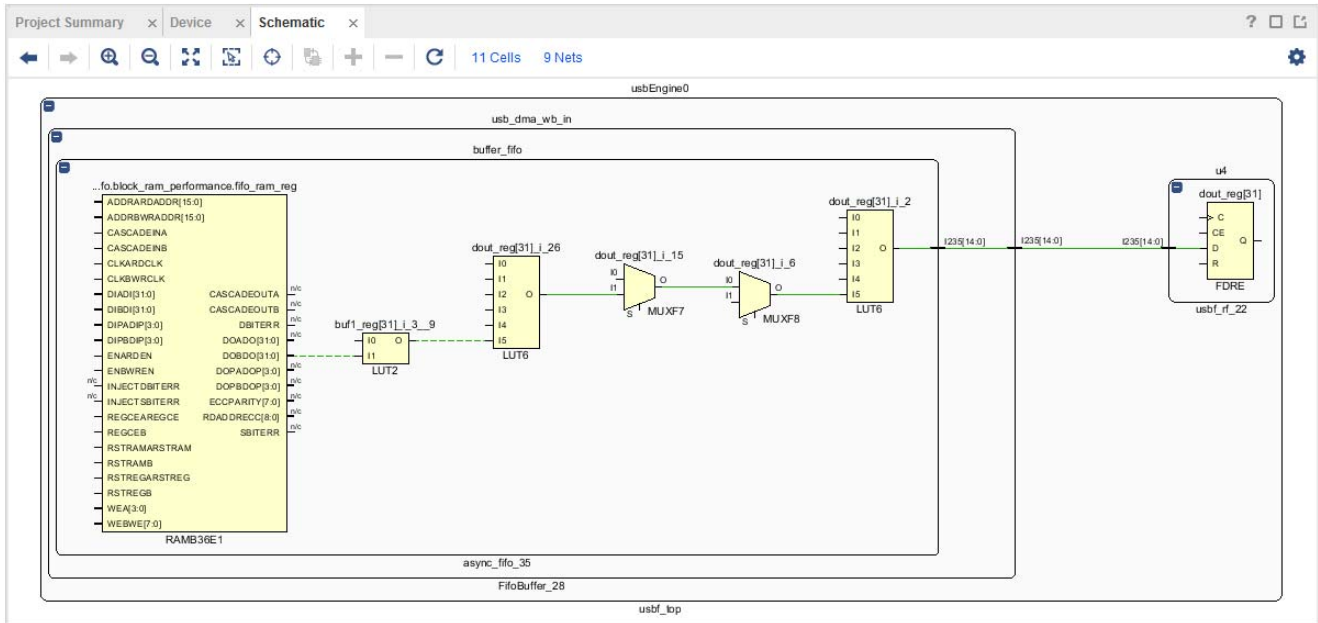 Project Summary × Device × Schematic ×
11 Cells 9 Nets
usbEngine0
usb_dma_wb_in
buffer_fifo
u4
...fo.block_ram_performance.fifo_ram_reg
ADDRARDADDR[15:0]
ADDRBWRADDR[15:0]
CASCADEINA
CASCADEINB
CLKARDCLK
CLKBWRCLK
DIADI[31:0]
DIBDI[31:0]
DIPADIP[3:0]
DIPBDIP[3:0]
ENARDEN
ENBWREN
INJECTDBITERR
INJECTSBITERR
REGCEAREGCE
REGCEB
RSTRAMARSTRAM
RSTRAMB
RSTREGARSTREG
RSTREGB
WEA[3:0]
WEBWE[7:0]
n/c
n/c
CASCADEOUTA
CASCADEOUTB
DBITERR
DOADO[31:0]
DOBDO[31:0]
DOPADOP[3:0]
DOPBDOP[3:0]
ECCPARITY[7:0]
RDADDRECC[8:0]
SBITERR
n/c
n/c
n/c
n/c
n/c
n/c
n/c
n/c
n/c
RAMB36E1
buf1_reg[31]_i_3__9
I0 O
I1
LUT2
dout_reg[31]_i_26
I0
I1
I2 O
I3
I4
I5
LUT6
dout_reg[31]_i_15
I0
I1
O
S
MUXF7
dout_reg[31]_i_6
I0
I1
O
S
MUXF8
dout_reg[31]_i_2
I0
I1
I2 O
I3
I4
I5
LUT6
I235[14:0]
I235[14:0]
I235[14:0]
dout_reg[31]
C
CE
D
R
Q
FDRE
usbf_rf_22
async_fifo_35
FifoBuffer_28
usbf_top